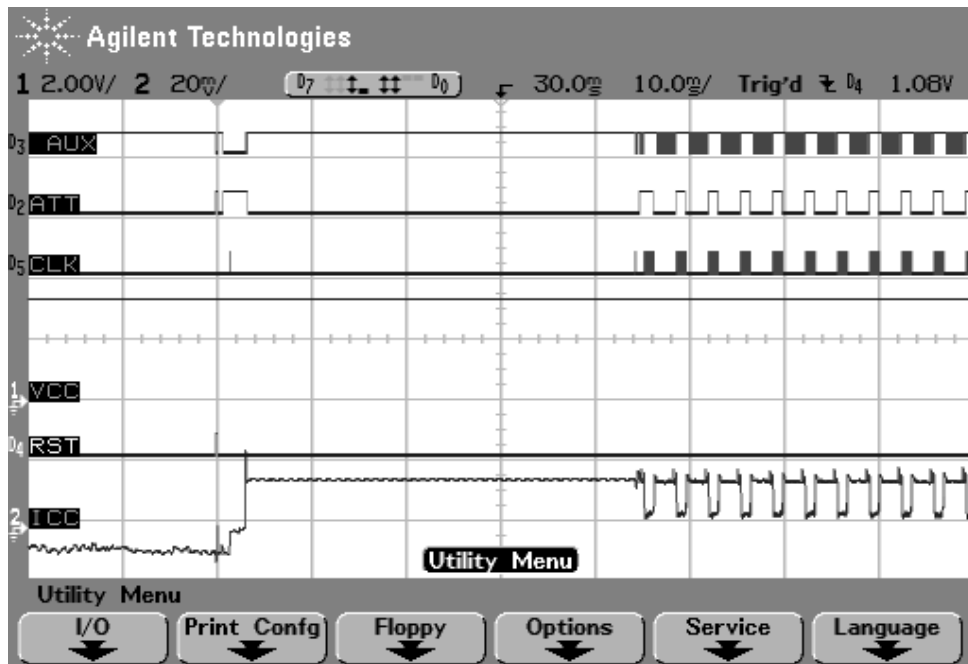 Agilent Technologies
1 2.00V/ 2 20mV/ D7 D0 30.0ms 10.0ms/ Trig'd D4 1.08V
D3 AUX
D2 ATT
D5 CLK
1 VCC
D4 RST
2 ICC
Utility Menu
Utility Menu
I/O Print Confg Floppy Options Service Language